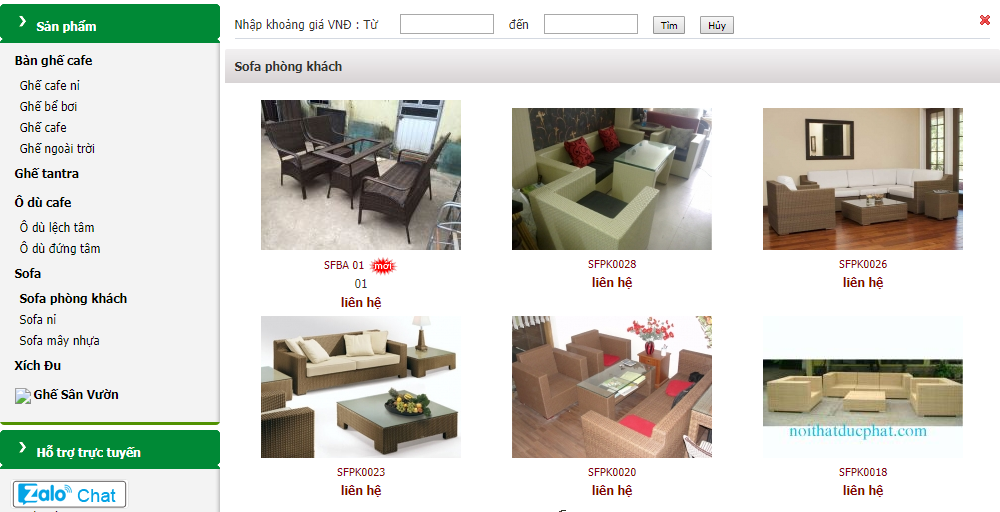 Sản phẩm
Bàn ghế cafe
Ghế cafe nỉ
Ghế bể bơi
Ghế cafe
Ghế ngoài trời
Ghế tantra
Ô dù cafe
Ô dù lệch tâm
Ô dù đứng tâm
Sofa
Sofa phòng khách
Sofa nỉ
Sofa mây nhựa
Xích Đu
Ghế Sân Vườn
Hỗ trợ trực tuyến
Zalo Chat
Nhập khoảng giá VNĐ : Từ đến Tìm Hủy
Sofa phòng khách
SFBA 01 mới
01
liên hệ
SFPK0028
liên hệ
SFPK0026
liên hệ
SFPK0023
liên hệ
SFPK0020
liên hệ
noithatducphat.com
SFPK0018
liên hệ